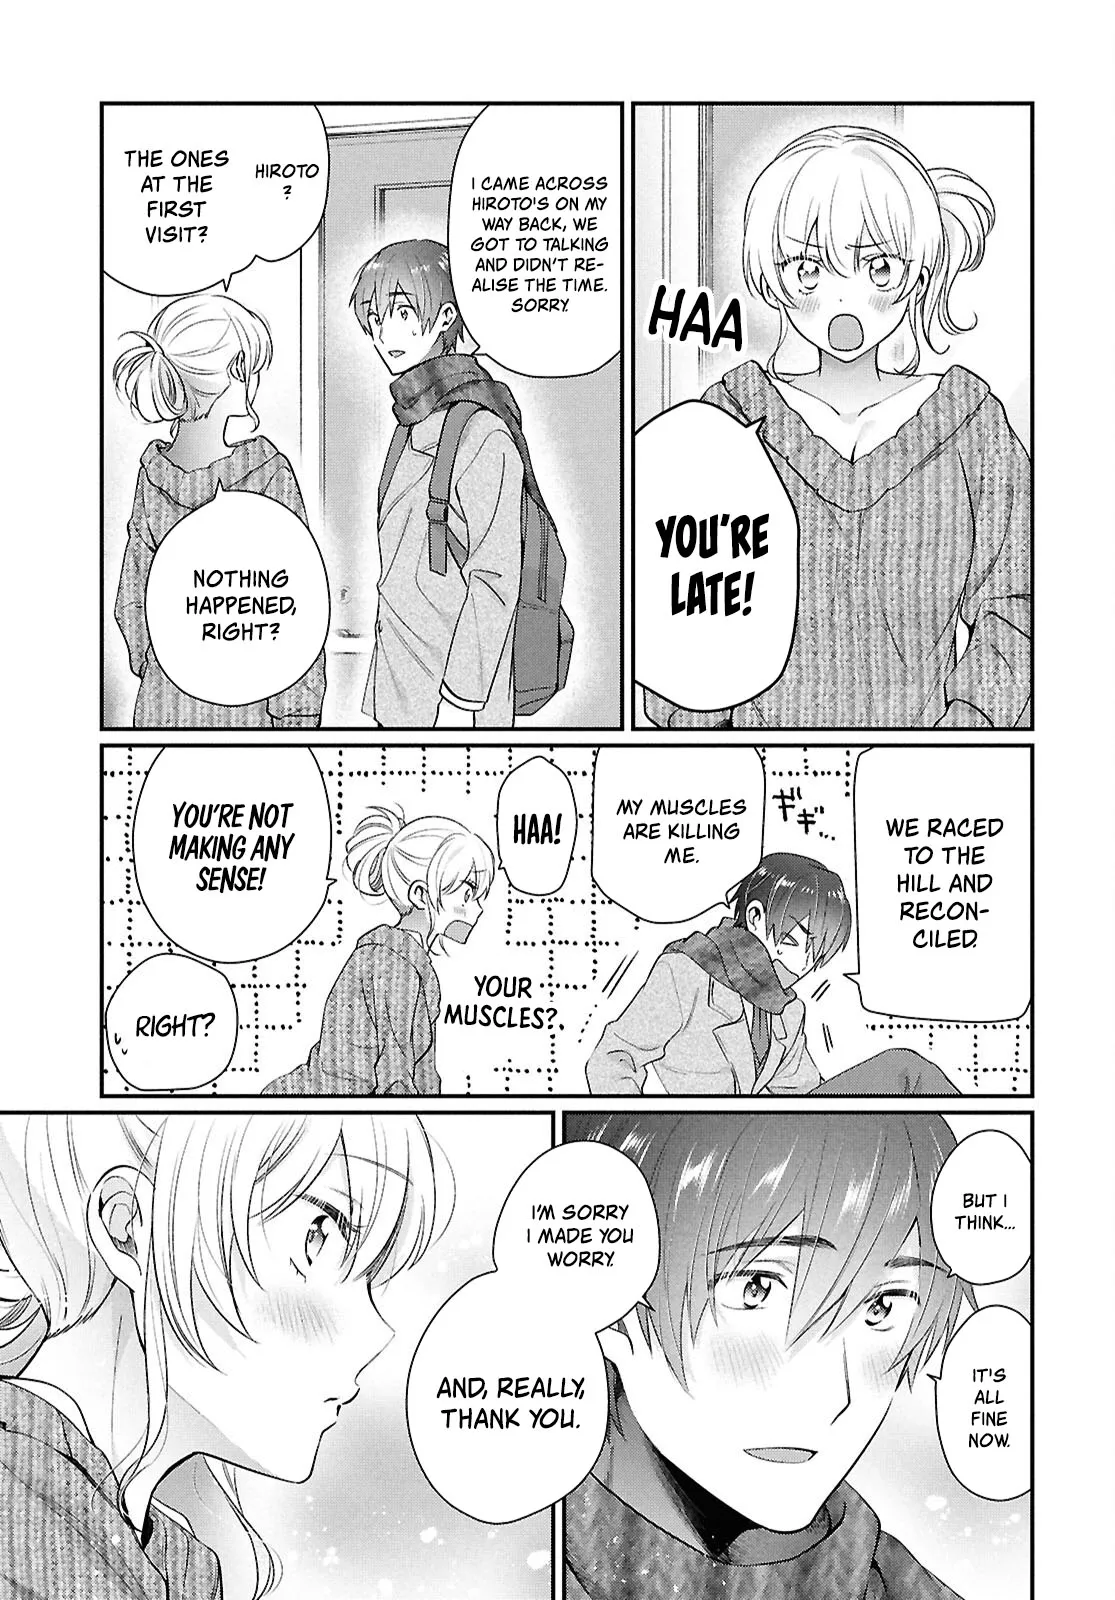 HAA
YOU'RE
LATE!
I CAME ACROSS
HIROTO'S ON MY
WAY BACK, WE
GOT TO TALKING
AND DIDN'T RE-
ALISE THE TIME.
SORRY.
HIROTO
?
THE ONES
AT THE
FIRST
VISIT?
NOTHING
HAPPENED,
RIGHT?
WE RACED
TO THE
HILL AND
RECON-
CILED.
ギギ...
MY MUSCLES
ARE KILLING
ME.
HAA!
YOUR
MUSCLES?
YOU'RE NOT
MAKING ANY
SENSE!
RIGHT?
BUT I
THINK...
IT'S
ALL
FINE
NOW.
I'M SORRY
I MADE YOU
WORRY.
AND, REALLY,
THANK YOU.